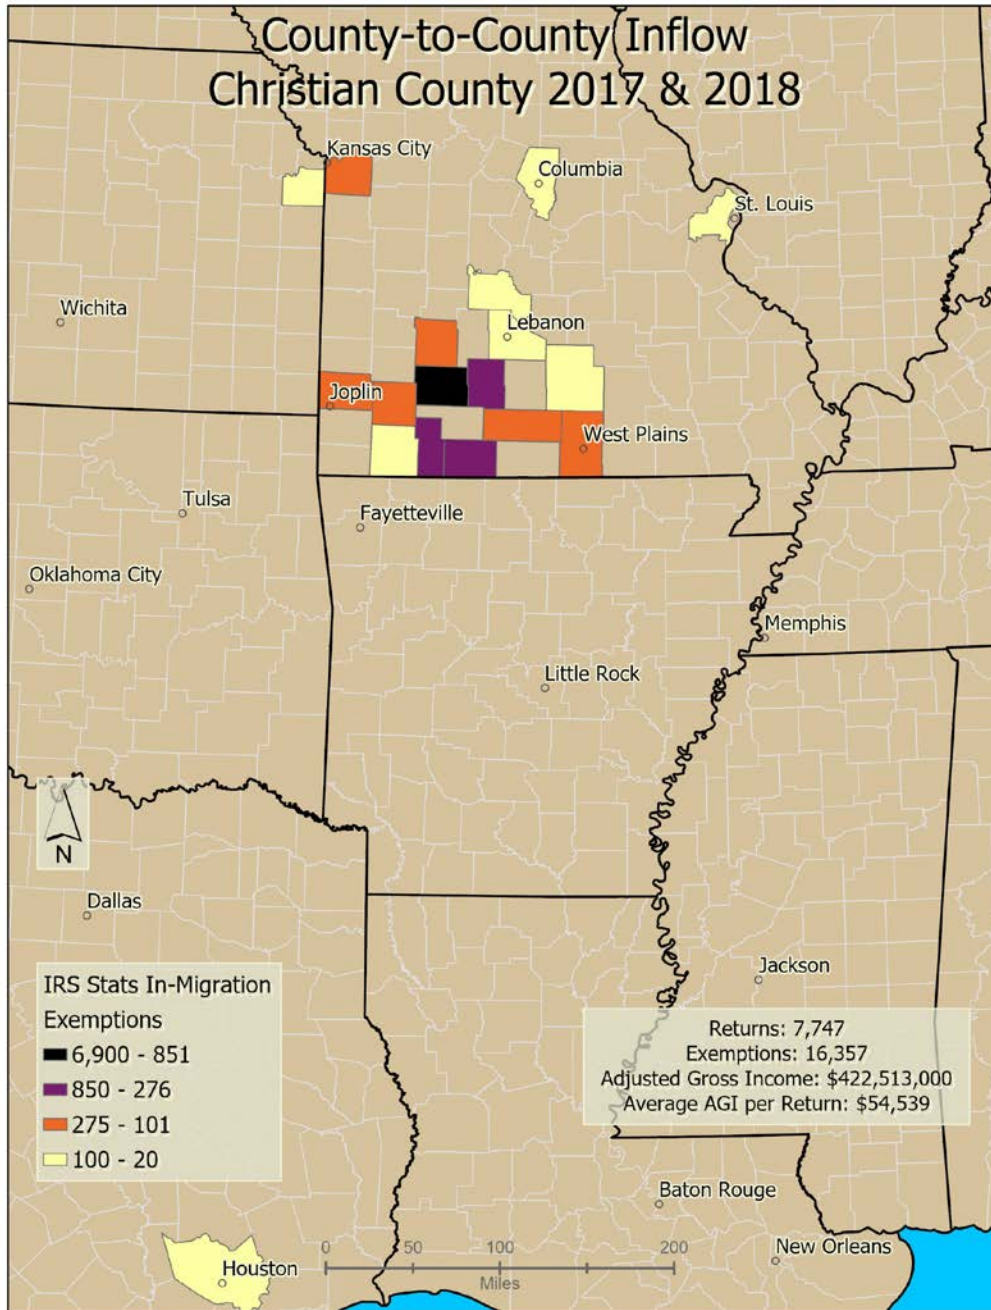 County-to-County Inflow
Christian County 2017 & 2018
Kansas City
Columbia
St. Louis
Wichita
Lebanon
Joplin
West Plains
Tulsa
Fayetteville
Oklahoma City
Memphis
Little Rock
N
Dallas
Jackson
IRS Stats In-Migration
Exemptions
6,900 - 851
850 - 276
275 - 101
100 - 20
Returns: 7,747
Exemptions: 16,357
Adjusted Gross Income: $422,513,000
Average AGI per Return: $54,539
Baton Rouge
New Orleans
Houston
0 50 100 200
Miles